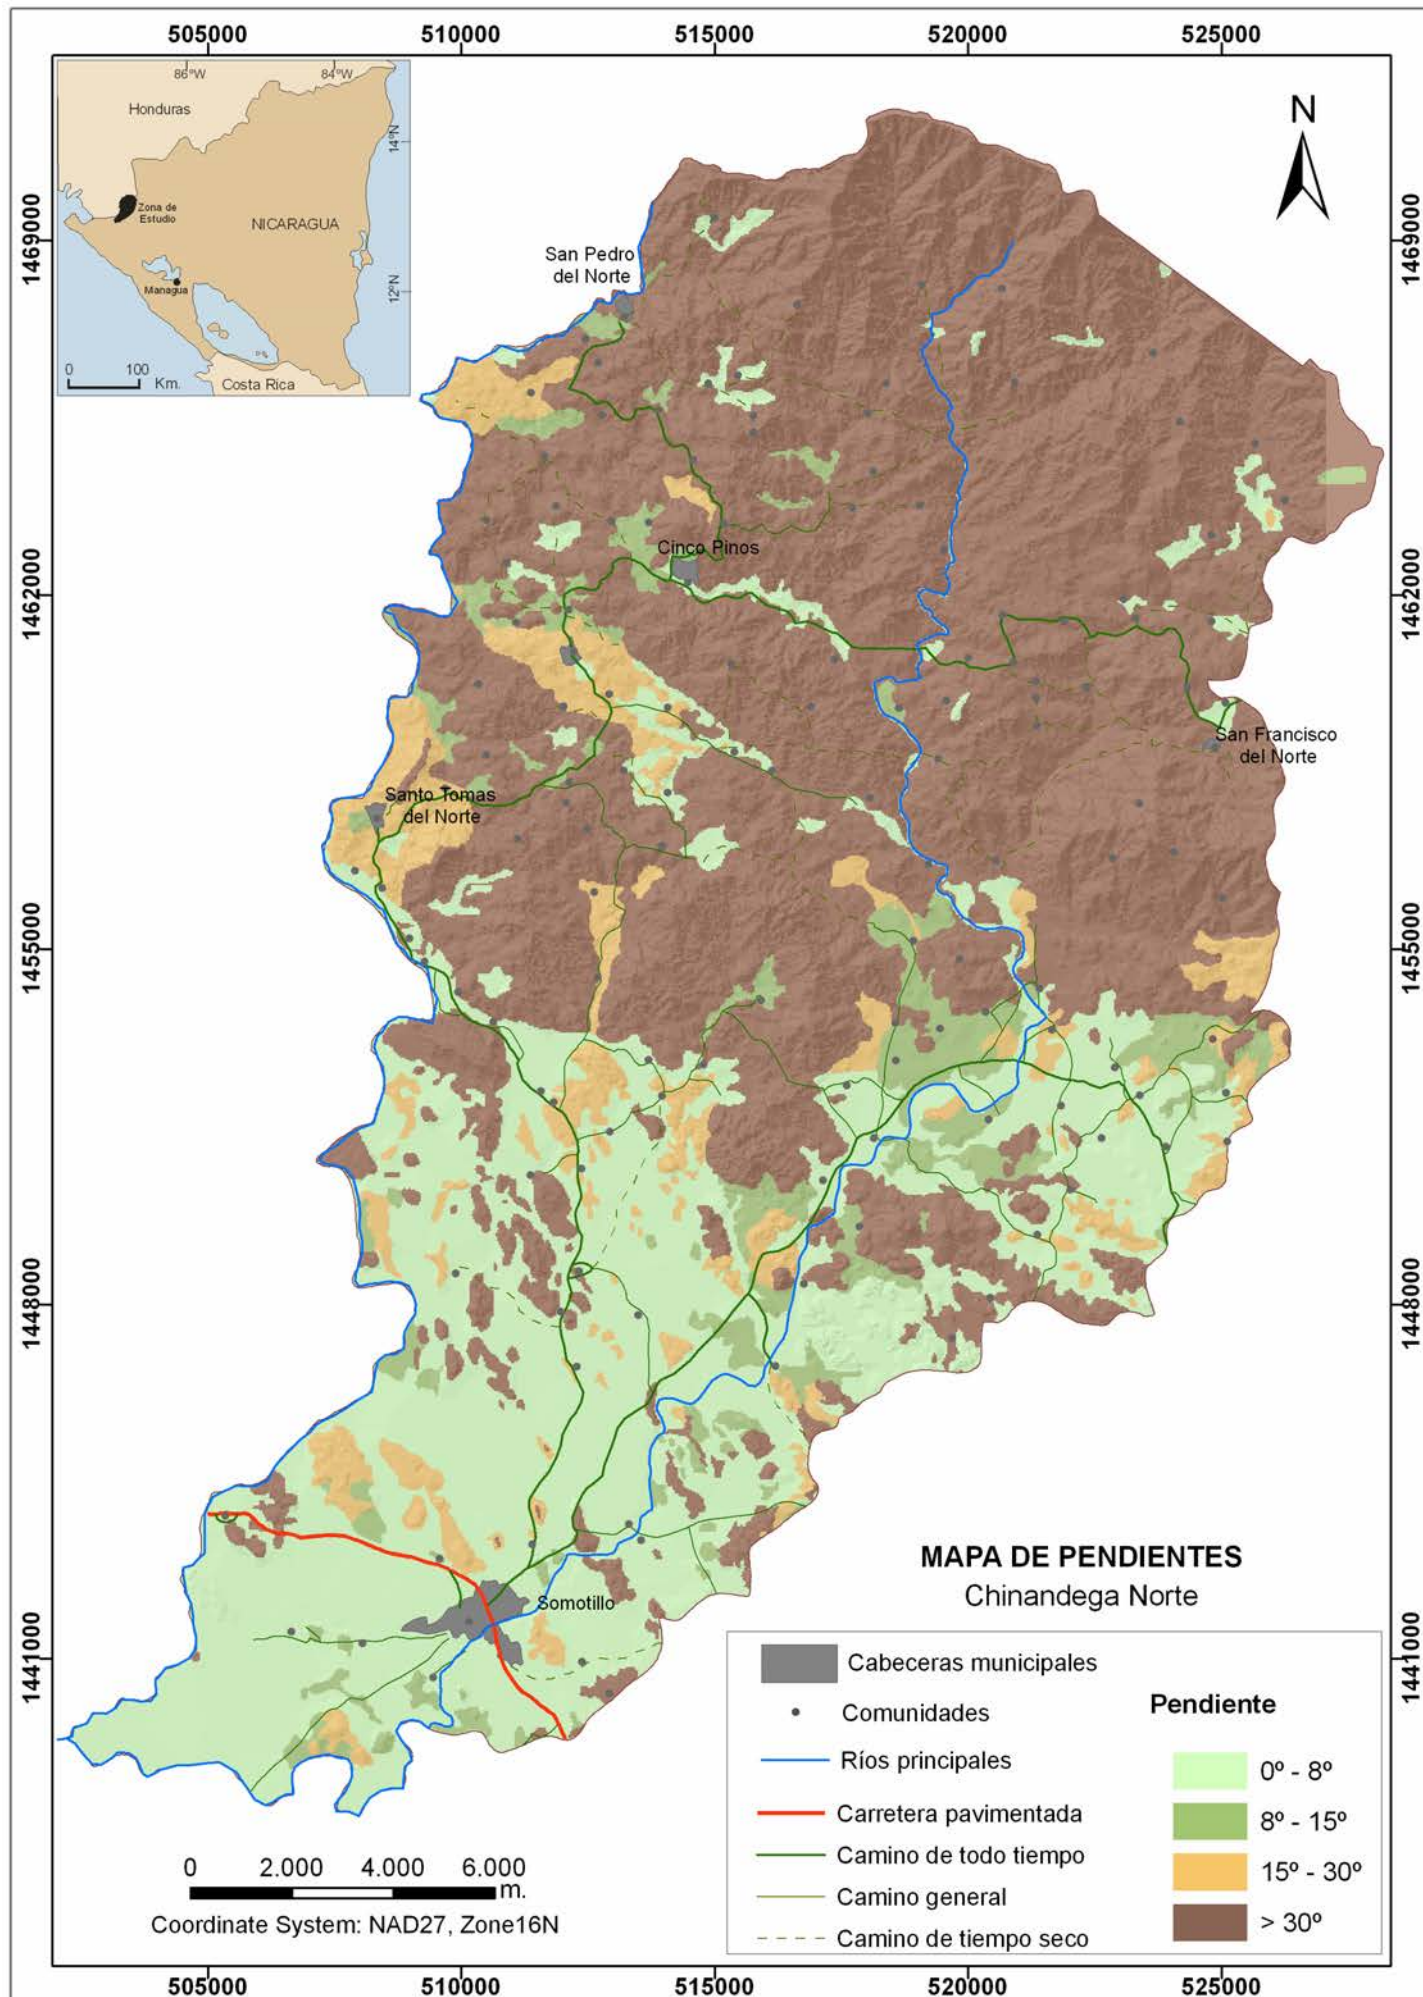 505000 510000 515000 520000 525000
86°W 84°W
Honduras
14°N
Zona de
Estudio
NICARAGUA
Managua
12°N
0 100
Km.
Costa Rica
N
1469000 1469000
San Pedro
del Norte
Cinco Pinos
1462000 1462000
San Francisco
del Norte
Santo Tomas
del Norte
1455000 1455000
1448000 1448000
Somotillo
MAPA DE PENDIENTES
Chinandega Norte
1441000 1441000
Cabeceras municipales
Comunidades
Ríos principales
Carretera pavimentada
Camino de todo tiempo
Camino general
Camino de tiempo seco
Pendiente
0º - 8º
8º - 15º
15º - 30º
> 30º
0 2.000 4.000 6.000
m.
Coordinate System: NAD27, Zone16N
505000 510000 515000 520000 525000